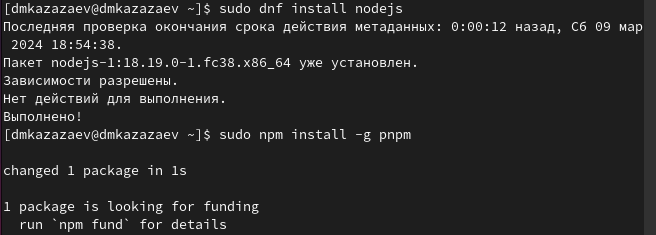 [dmkazazaev@dmkazazaev ~]$ sudo dnf install nodejs
Последняя проверка окончания срока действия метаданных: 0:00:12 назад, Сб 09 мар
 2024 18:54:38.
Пакет nodejs-1:18.19.0-1.fc38.x86_64 уже установлен.
Зависимости разрешены.
Нет действий для выполнения.
Выполнено!
[dmkazazaev@dmkazazaev ~]$ sudo npm install -g pnpm
changed 1 package in 1s
1 package is looking for funding
  run `npm fund` for details